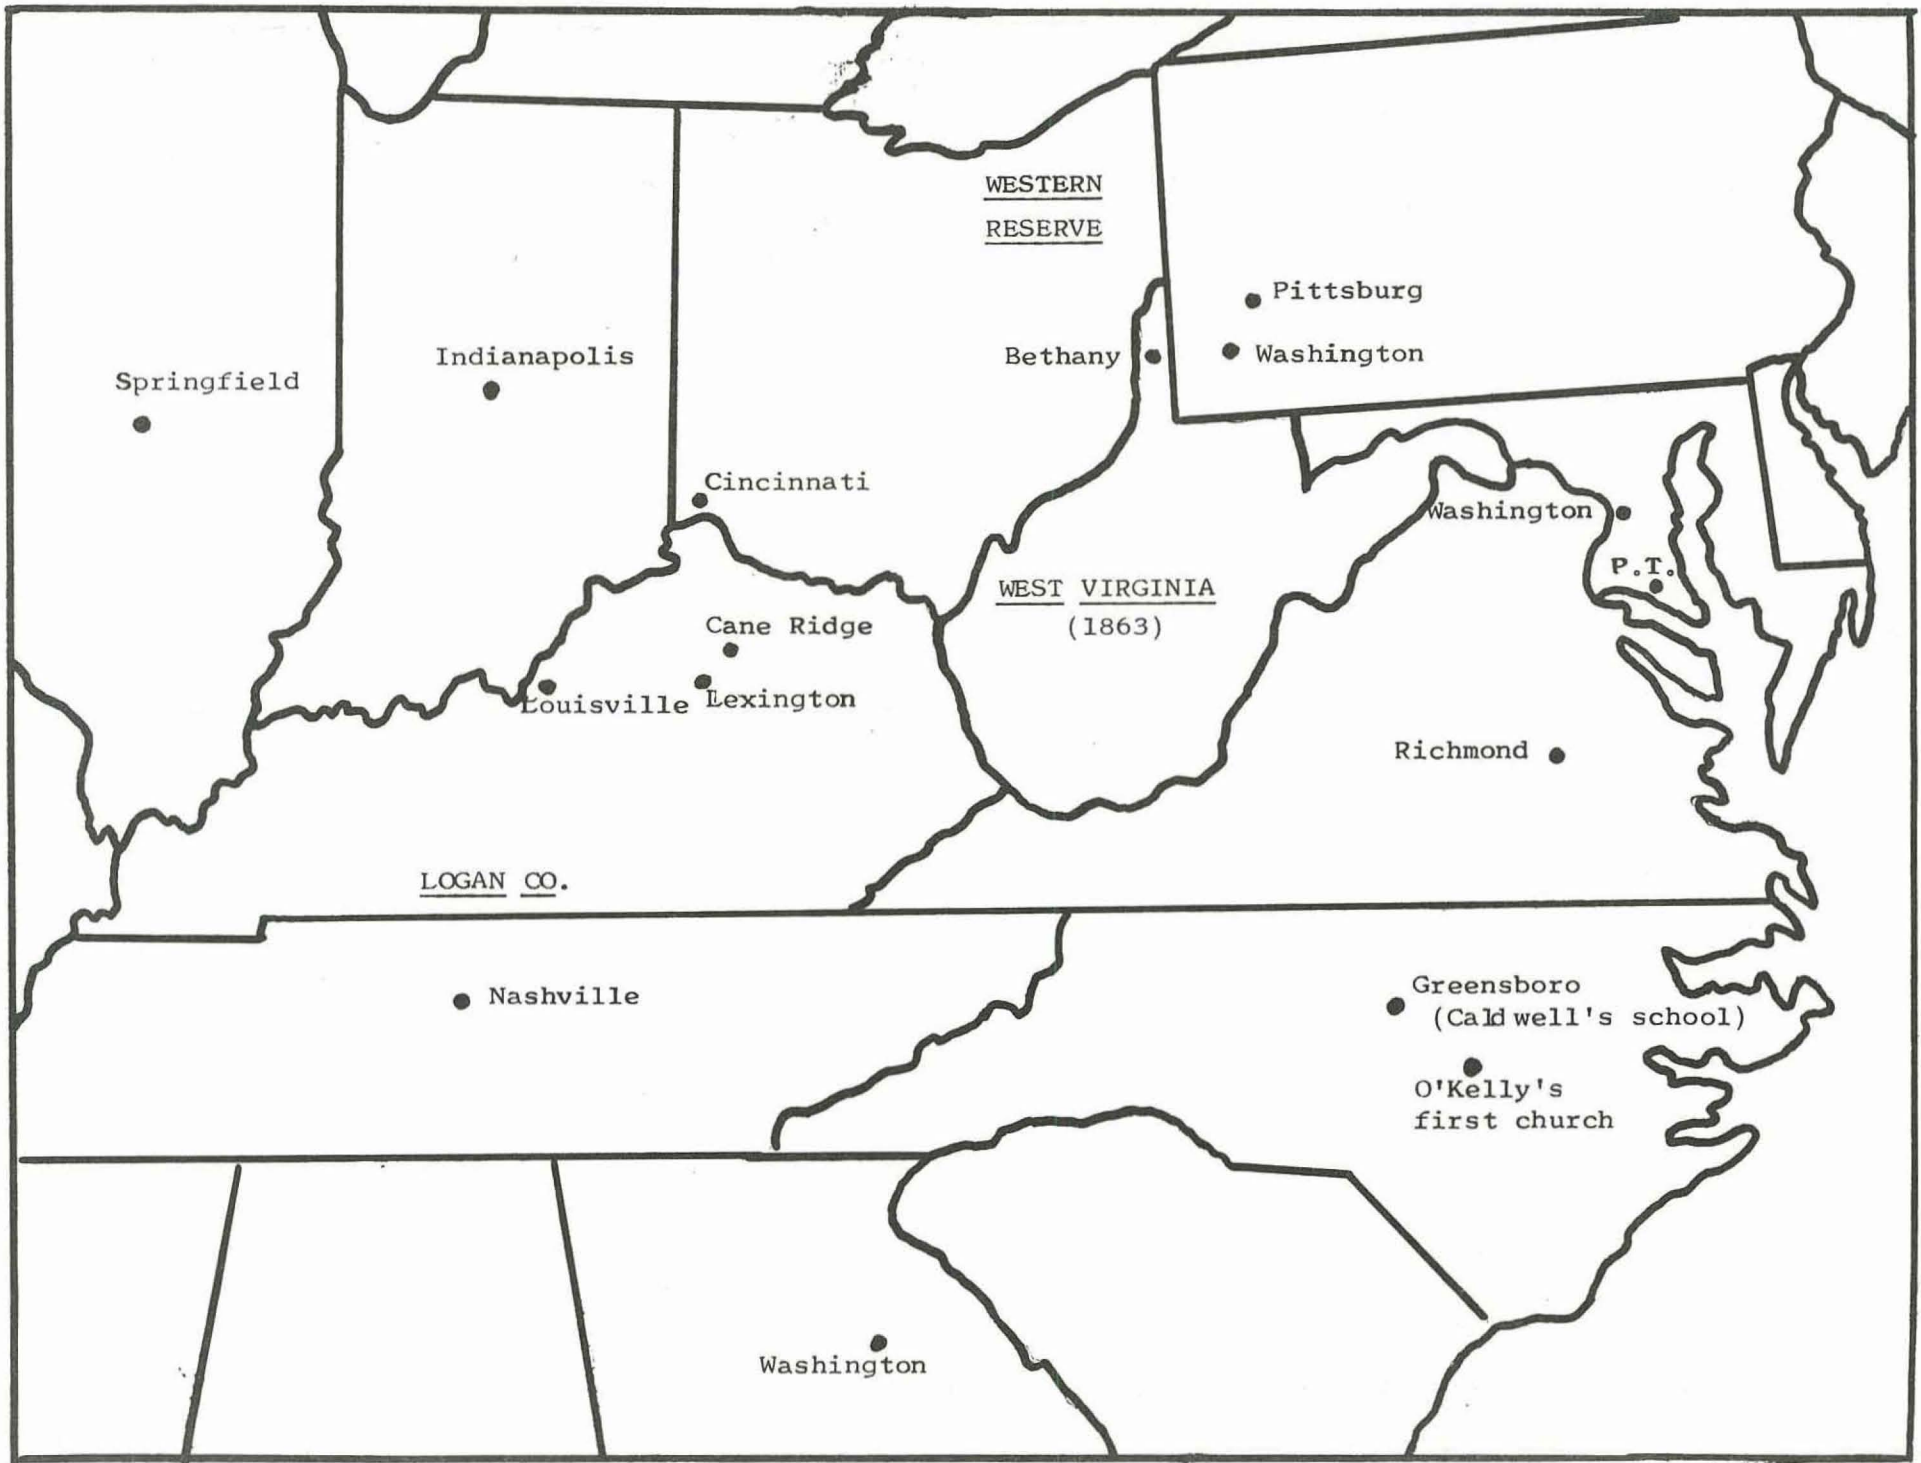 WESTERN
RESERVE
Pittsburg
Bethany
Washington
Indianapolis
Springfield
Cincinnati
Washington
P.T.
WEST VIRGINIA
(1863)
Cane Ridge
Louisville
Lexington
Richmond
LOGAN CO.
Nashville
Greensboro
(Caldwell's school)
O'Kelly's
first church
Washington